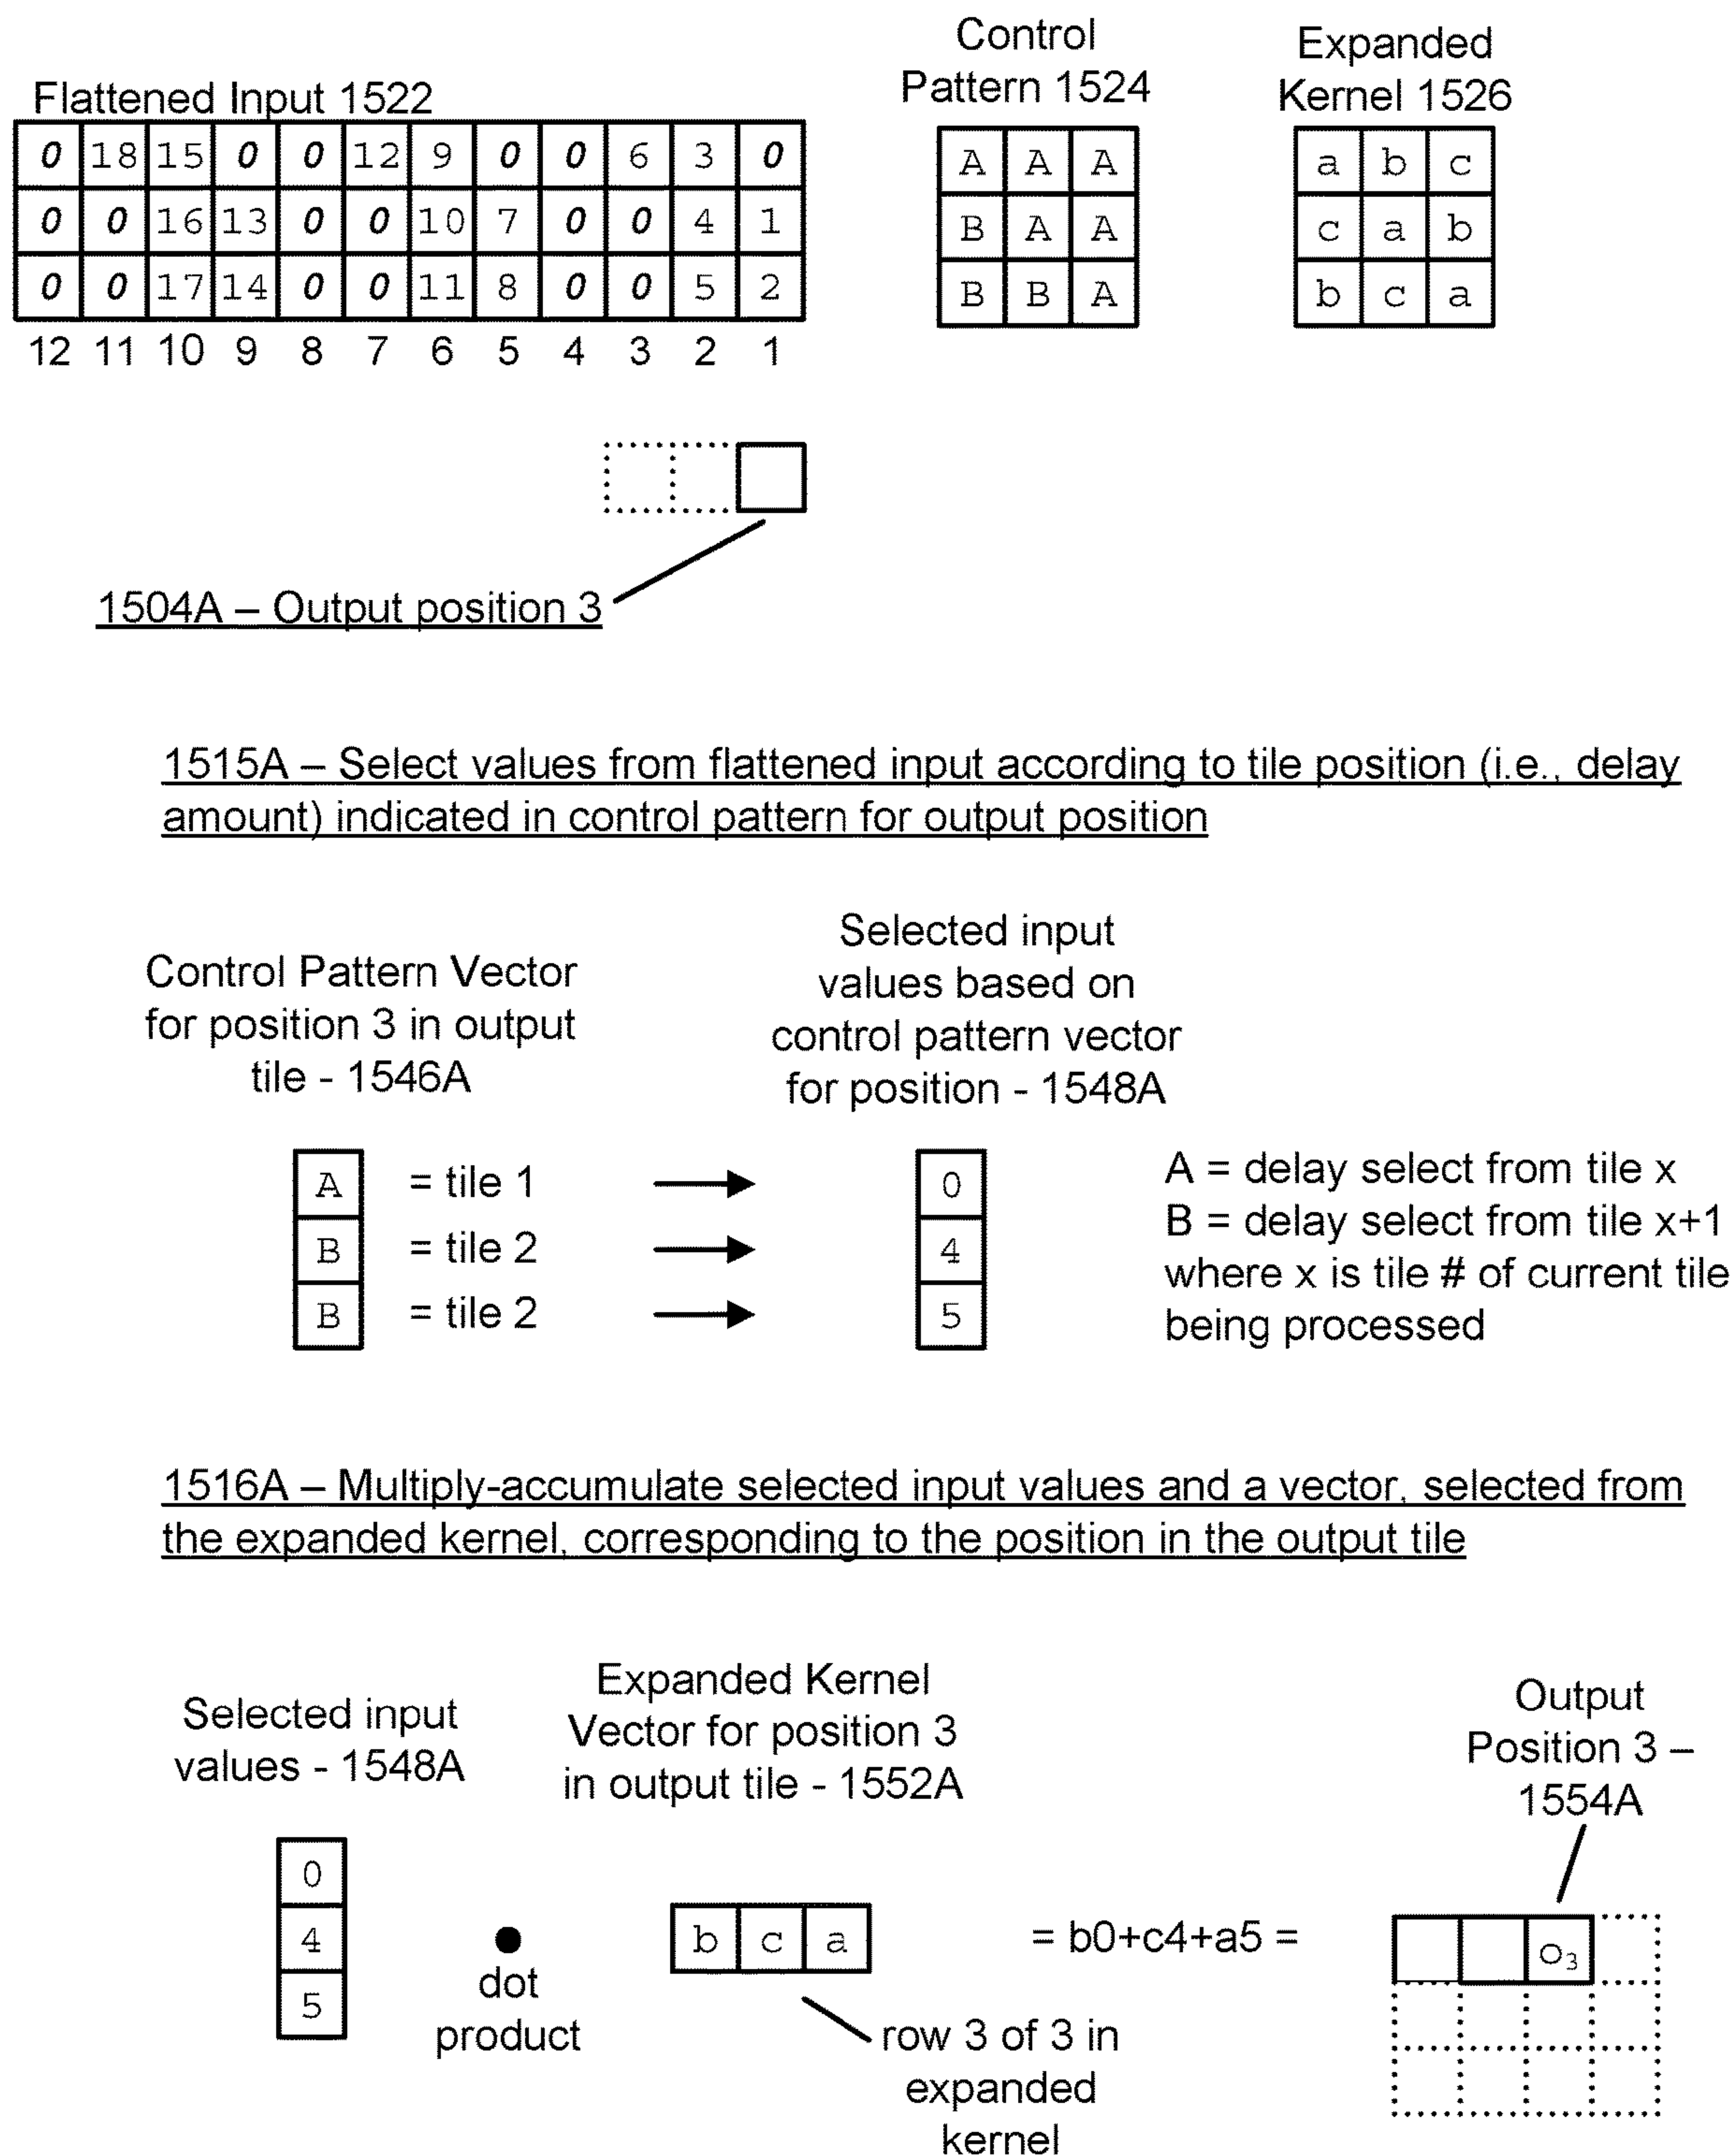 Control
Pattern 1524
Expanded
Kernel 1526
Flattened Input 1522
0 18 15 0 0 12 9 0 0 6 3 0
0 0 16 13 0 0 10 7 0 0 4 1
0 0 17 14 0 0 11 8 0 0 5 2
12 11 10 9 8 7 6 5 4 3 2 1
A A A
B A A
B B A
a b c
c a b
b c a
1504A – Output position 3
1515A – Select values from flattened input according to tile position (i.e., delay
amount) indicated in control pattern for output position
Control Pattern Vector
for position 3 in output
tile - 1546A
Selected input
values based on
control pattern vector
for position - 1548A
A = tile 1
B = tile 2
B = tile 2
0
4
5
A = delay select from tile x
B = delay select from tile x+1
where x is tile # of current tile
being processed
1516A – Multiply-accumulate selected input values and a vector, selected from
the expanded kernel, corresponding to the position in the output tile
Selected input
values - 1548A
Expanded Kernel
Vector for position 3
in output tile - 1552A
Output
Position 3 –
1554A
0
4
5
dot
product
b c a
= b0+c4+a5 =
O₃
row 3 of 3 in
expanded
kernel